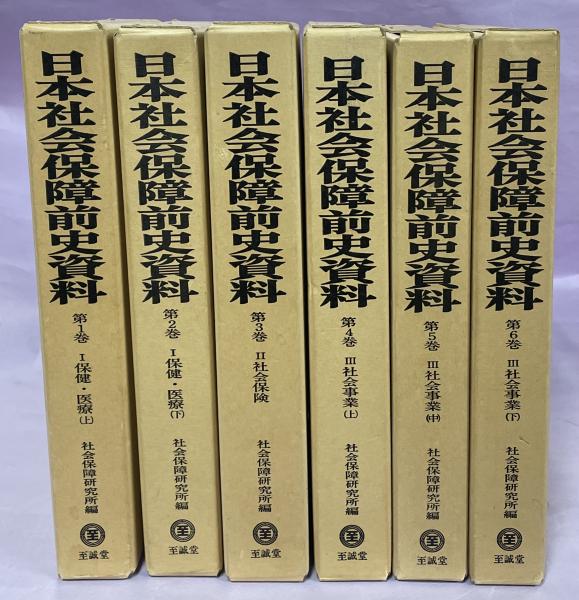 日本社会保障前史資料
第1巻 I 保健・医療(上)
社会保障研究所編
至
至誠堂
日本社会保障前史資料
第2巻 I 保健・医療(下)
社会保障研究所編
至
至誠堂
日本社会保障前史資料
第3巻 II 社会保険
社会保障研究所編
至
至誠堂
日本社会保障前史資料
第4巻 III 社会事業(上)
社会保障研究所編
至
至誠堂
日本社会保障前史資料
第5巻 III 社会事業(中)
社会保障研究所編
至
至誠堂
日本社会保障前史資料
第6巻 III 社会事業(下)
社会保障研究所編
至
至誠堂